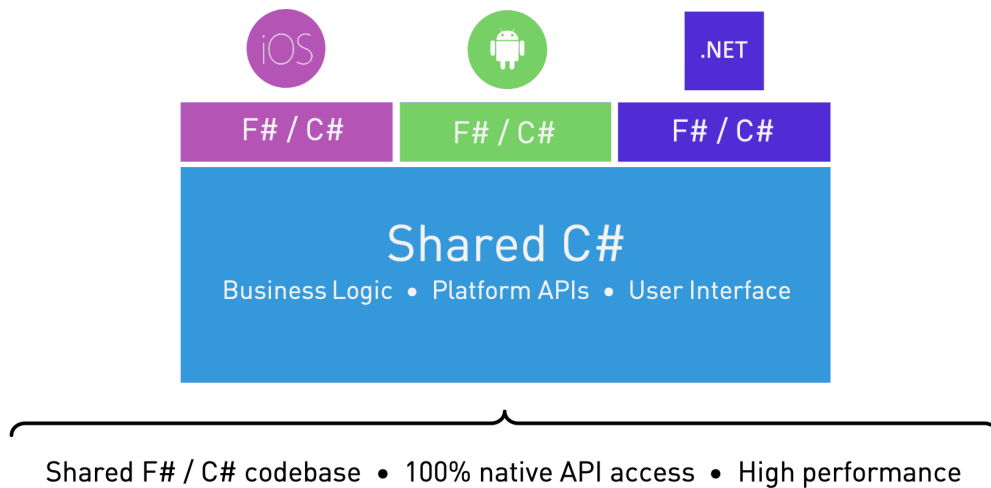 iOS
.NET
F# / C#
F# / C#
F# / C#
Shared C#
Business Logic • Platform APIs • User Interface
Shared F# / C# codebase • 100% native API access • High performance